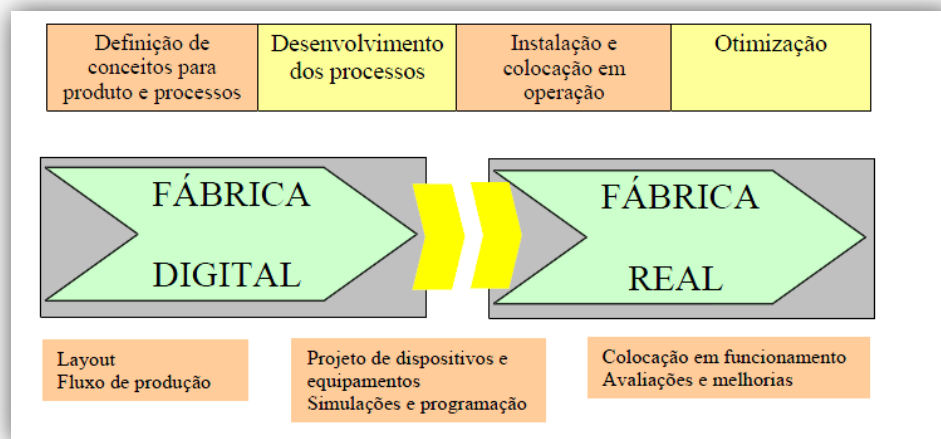 Definição de
conceitos para
produto e processos
Desenvolvimento
dos processos
Instalação e
colocação em
operação
Otimização
FÁBRICA
DIGITAL
FÁBRICA
REAL
Layout
Fluxo de produção
Projeto de dispositivos e
equipamentos
Simulações e programação
Colocação em funcionamento
Avaliações e melhorias